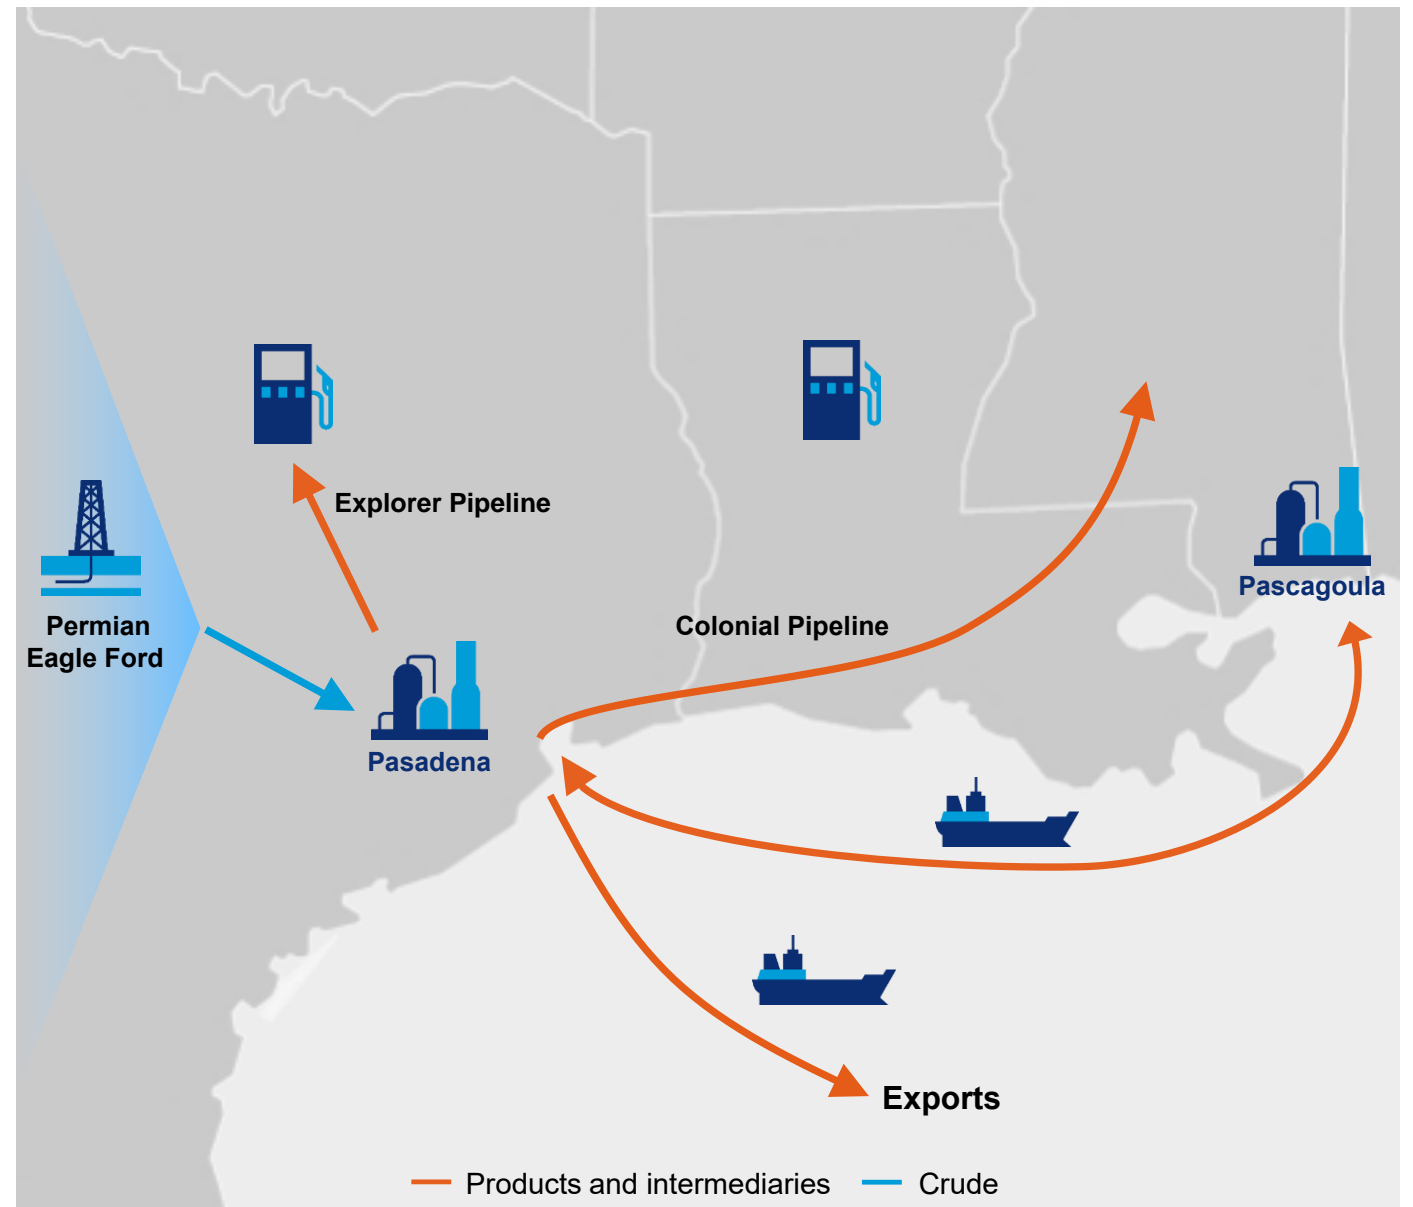 Explorer Pipeline
Permian
Eagle Ford
Pasadena
Colonial Pipeline
Pascagoula
Exports
Products and intermediaries
Crude